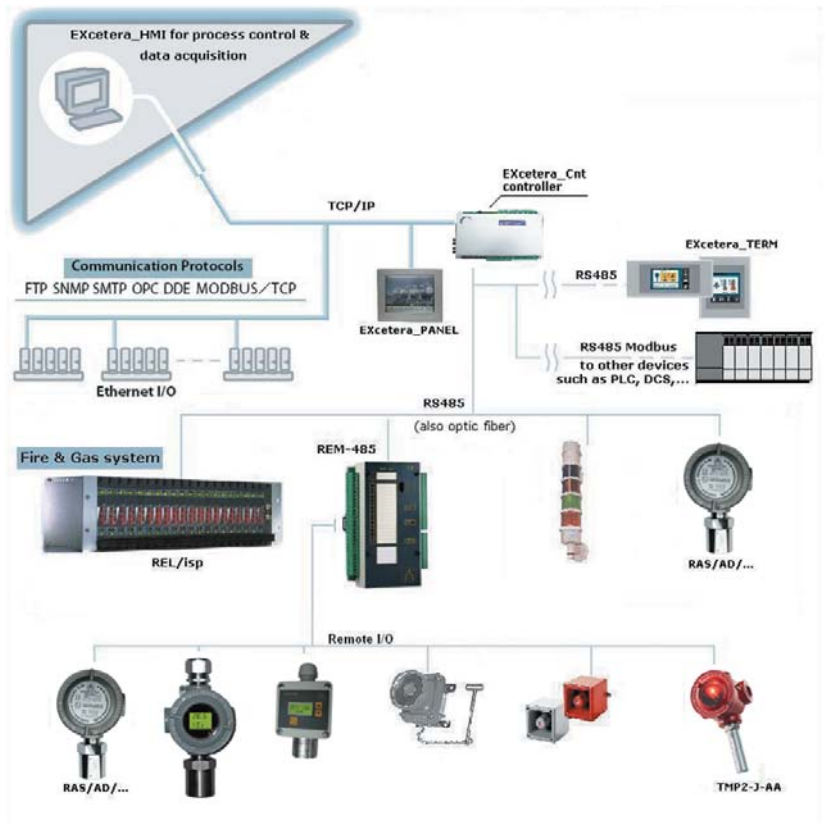 EXcetera_HMI for process control &
data acquisition
EXcetera_Cnt
controller
TCP/IP
EXcetera_TERM
Communication Protocols
RS485
FTP SNMP SMTP OPC DDE MODBUS/TCP
EXcetera_PANEL
RS485 Modbus
to other devices
such as PLC, DCS,...
Ethernet I/O
RS485
(also optic fiber)
Fire & Gas system
REM-485
REL/isp
RAS/AD/...
Remote I/O
RAS/AD/...
TMP2-J-AA